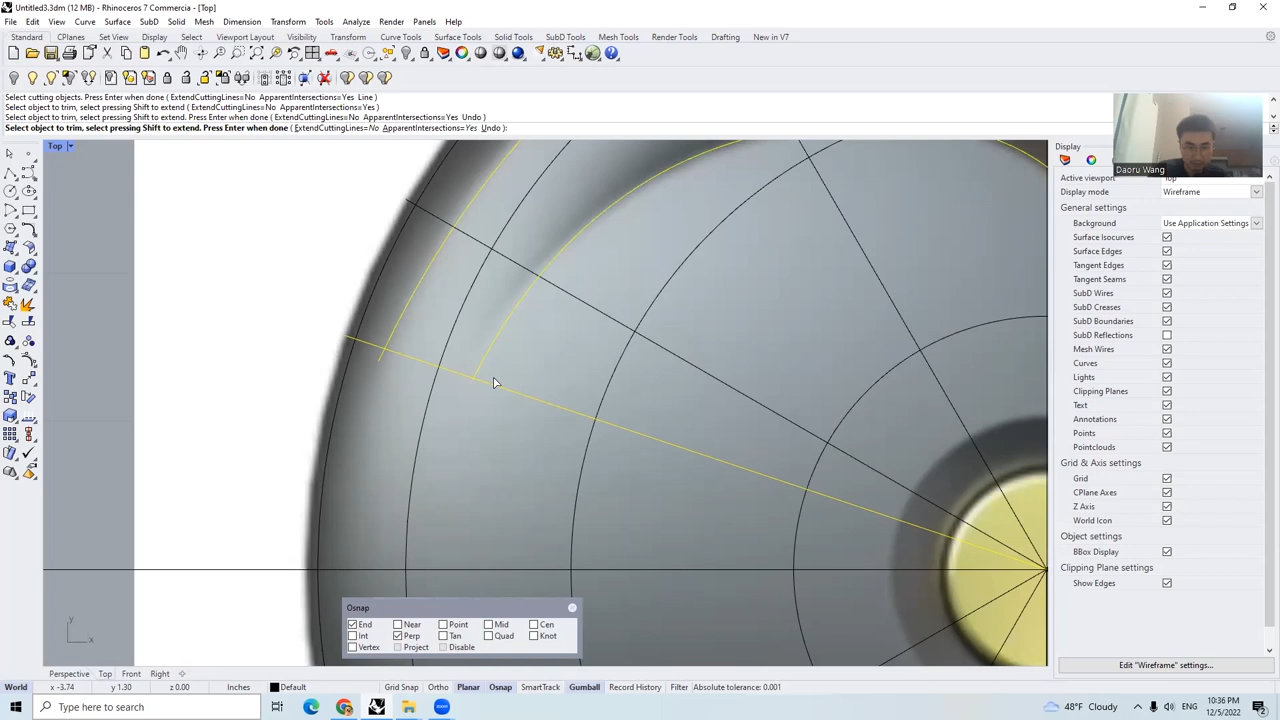 Untitled3.3dm (12 MB) - Rhinoceros 7 Commercia - [Top]
File Edit View Curve Surface SubD Solid Mesh Dimension Transform Tools Analyze Render Panels Help
Standard CPlanes Set View Display Select Viewport Layout Visibility Transform Curve Tools Surface Tools Solid Tools SubD Tools Mesh Tools Render Tools Drafting New in V7
Select cutting objects. Press Enter when done ( ExtendCuttingLines=No ApparentIntersections=Yes Line )
Select object to trim, select pressing Shift to extend ( ExtendCuttingLines=No ApparentIntersections=Yes )
Select object to trim, select pressing Shift to extend. Press Enter when done ( ExtendCuttingLines=No ApparentIntersections=Yes Undo )
Select object to trim, select pressing Shift to extend. Press Enter when done ( ExtendCuttingLines=No ApparentIntersections=Yes Undo ):
Top
Daoru Wang
Display
Active viewport Top
Display mode Wireframe
General settings
Background Use Application Settings
Surface Isocurves
Surface Edges
Tangent Edges
Tangent Seams
SubD Wires
SubD Creases
SubD Boundaries
SubD Reflections
Mesh Wires
Curves
Lights
Clipping Planes
Text
Annotations
Points
Pointclouds
Grid & Axis settings
Grid
CPlane Axes
Z Axis
World Icon
Object settings
BBox Display
Clipping Plane settings
Show Edges
Edit "Wireframe" settings...
Osnap
End Near Point Mid Cen
Int Perp Tan Quad Knot
Vertex Project Disable
y
x
Perspective Top Front Right
World x -3.74 y 1.30 z 0.00 Inches Default Grid Snap Ortho Planar Osnap SmartTrack Gumball Record History Filter Absolute tolerance: 0.001
Type here to search
48°F Cloudy
ENG
10:36 PM
12/5/2022
2